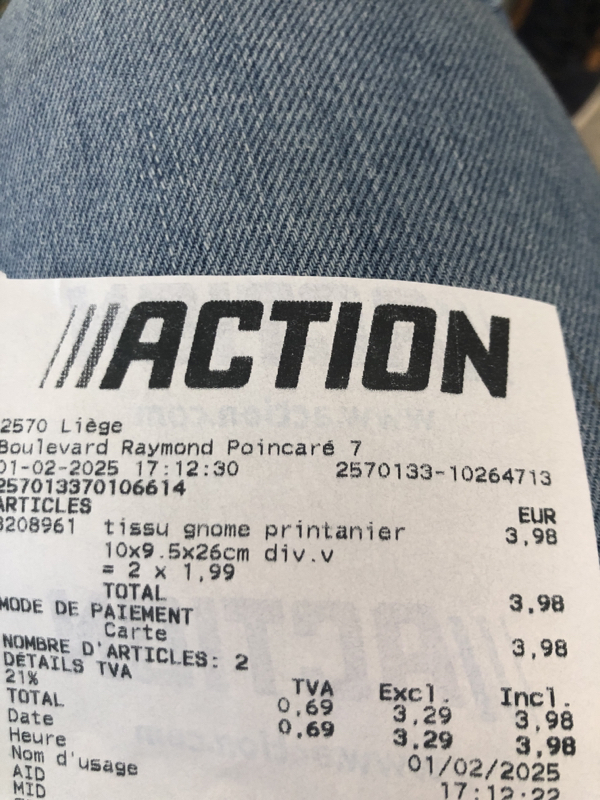 ACTION
2570 Liège
Boulevard Raymond Poincaré 7
01-02-2025 17:12:30 2570133-10264713
257013370106614
ARTICLES EUR
3208961 tissu gnome printanier 3,98
10x9.5x26cm div.v
= 2 x 1,99
TOTAL 3,98
MODE DE PAIEMENT
Carte 3,98
NOMBRE D'ARTICLES: 2
DÉTAILS TVA TVA Excl. Incl.
21% 0,69 3,29 3,98
TOTAL 0,69 3,29 3,98
Date 01/02/2025
Heure 17:12:22
Nom d'usage
AID
MID